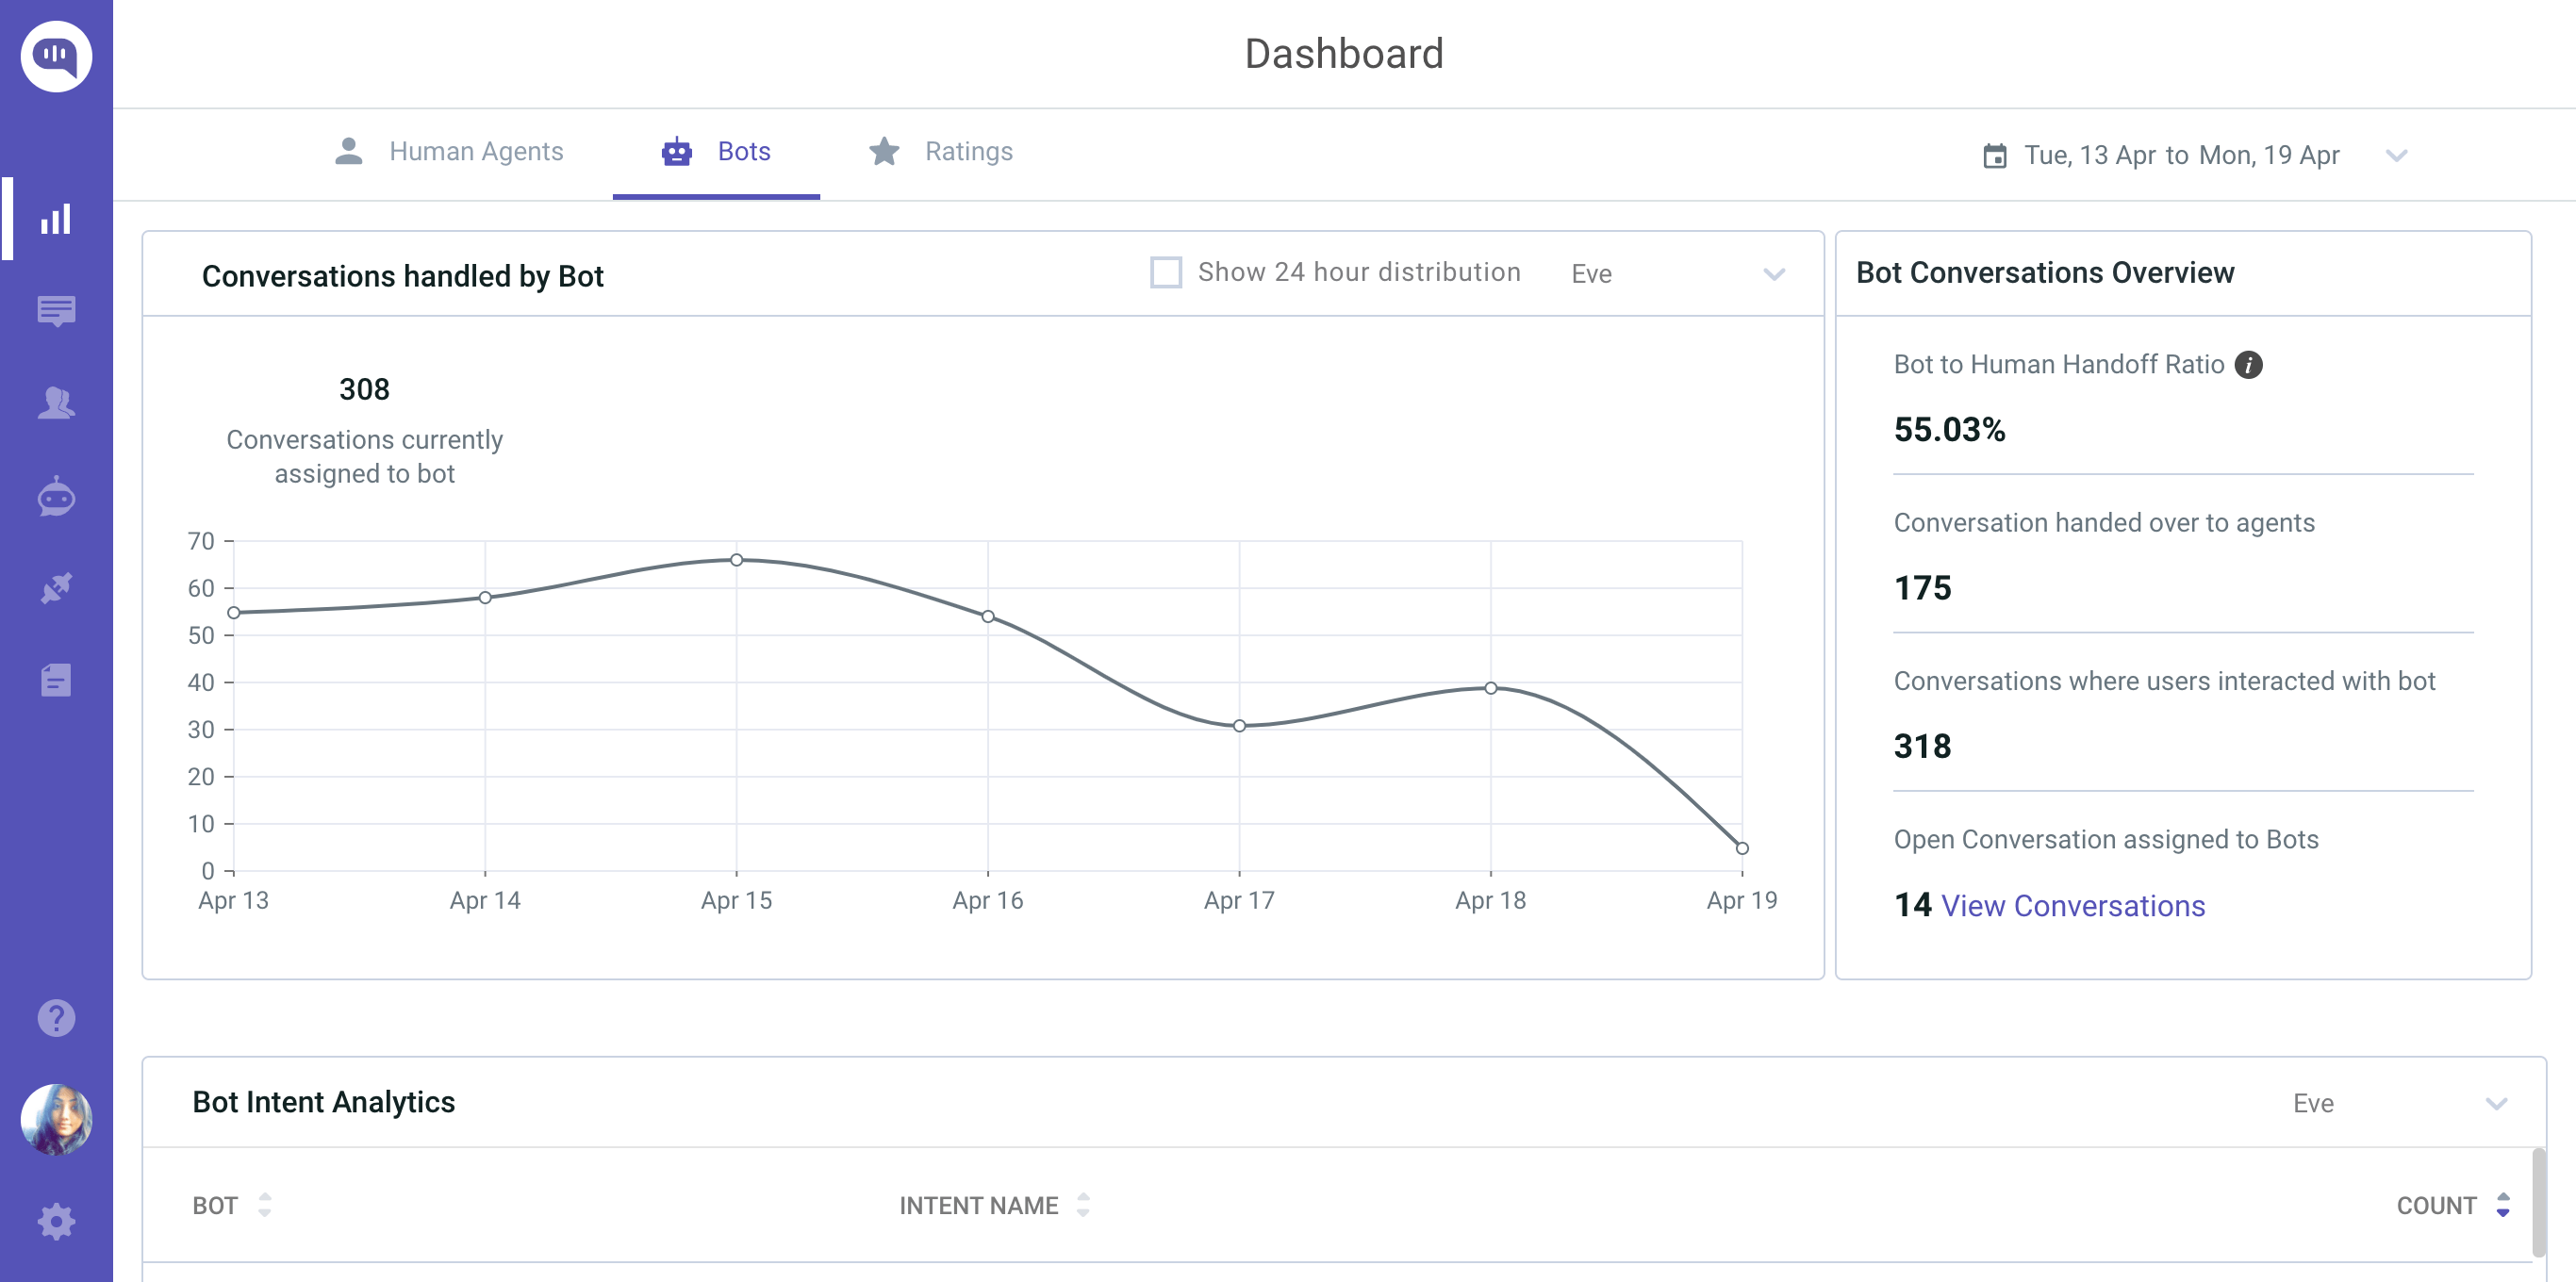 Dashboard
Human Agents
Bots
Ratings
Tue, 13 Apr to Mon, 19 Apr
Conversations handled by Bot
Show 24 hour distribution
Eve
308
Conversations currently
assigned to bot
70
60
50
40
30
20
10
0
Apr 13
Apr 14
Apr 15
Apr 16
Apr 17
Apr 18
Apr 19
Bot Conversations Overview
Bot to Human Handoff Ratio i
55.03%
Conversation handed over to agents
175
Conversations where users interacted with bot
318
Open Conversation assigned to Bots
14 View Conversations
?
Bot Intent Analytics
Eve
BOT
INTENT NAME
COUNT